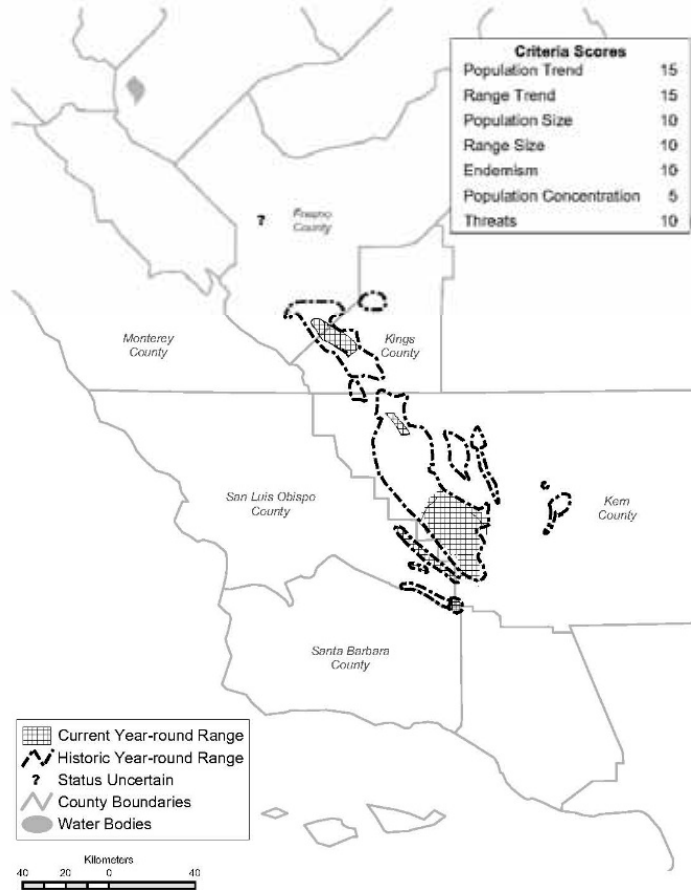 Criteria Scores
Population Trend 15
Range Trend 15
Population Size 10
Range Size 10
Endemism 10
Population Concentration 5
Threats 10
?
Fresno
County
Monterey
County
Kings
County
San Luis Obispo
County
Kern
County
Santa Barbara
County
Current Year-round Range
Historic Year-round Range
? Status Uncertain
County Boundaries
Water Bodies
Kilometers
40 20 0 40